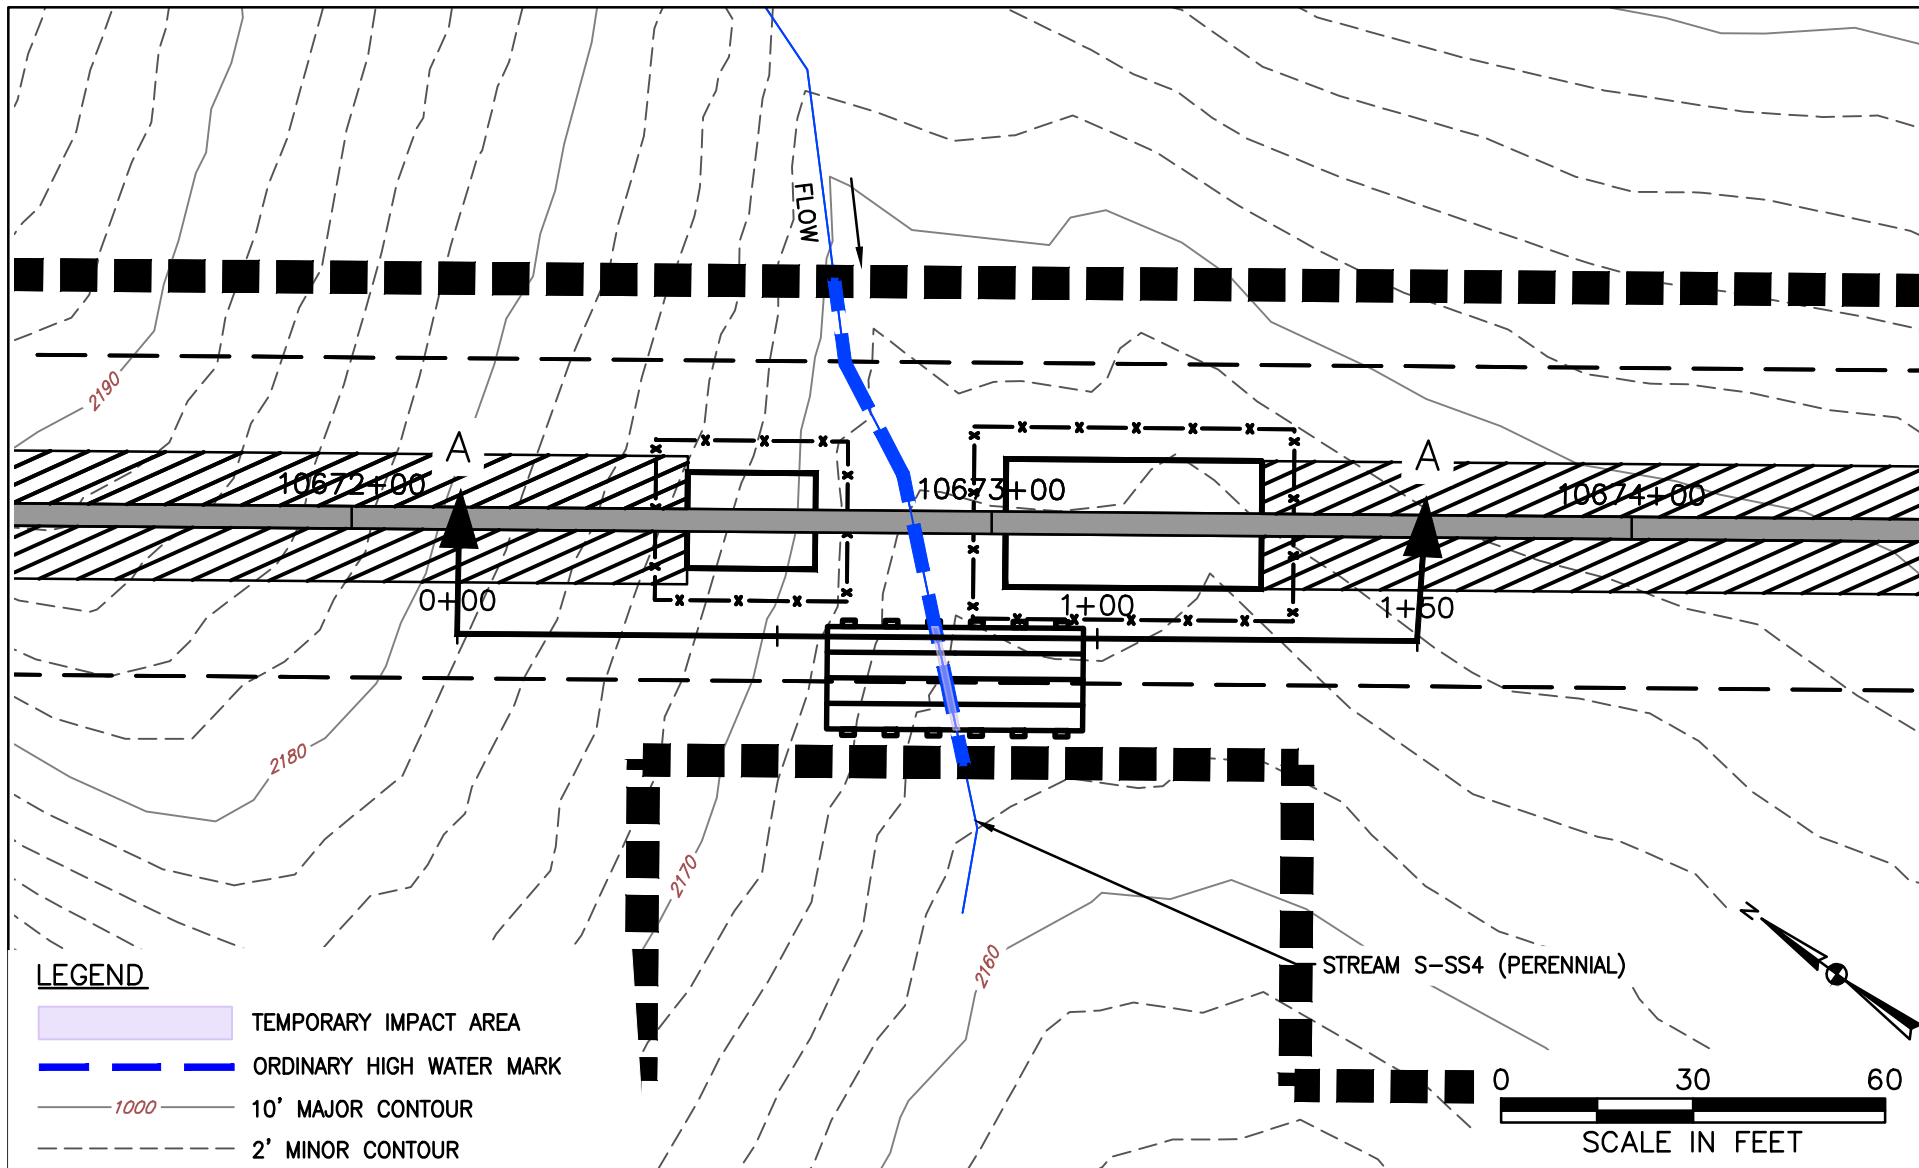 FLOW
2190
A
A
10672+00
10673+00
10674+00
0+00
1+00
1+50
2180
2170
2160
STREAM S-SS4 (PERENNIAL)
N
LEGEND
TEMPORARY IMPACT AREA
ORDINARY HIGH WATER MARK
1000
10' MAJOR CONTOUR
2' MINOR CONTOUR
0 30 60
SCALE IN FEET